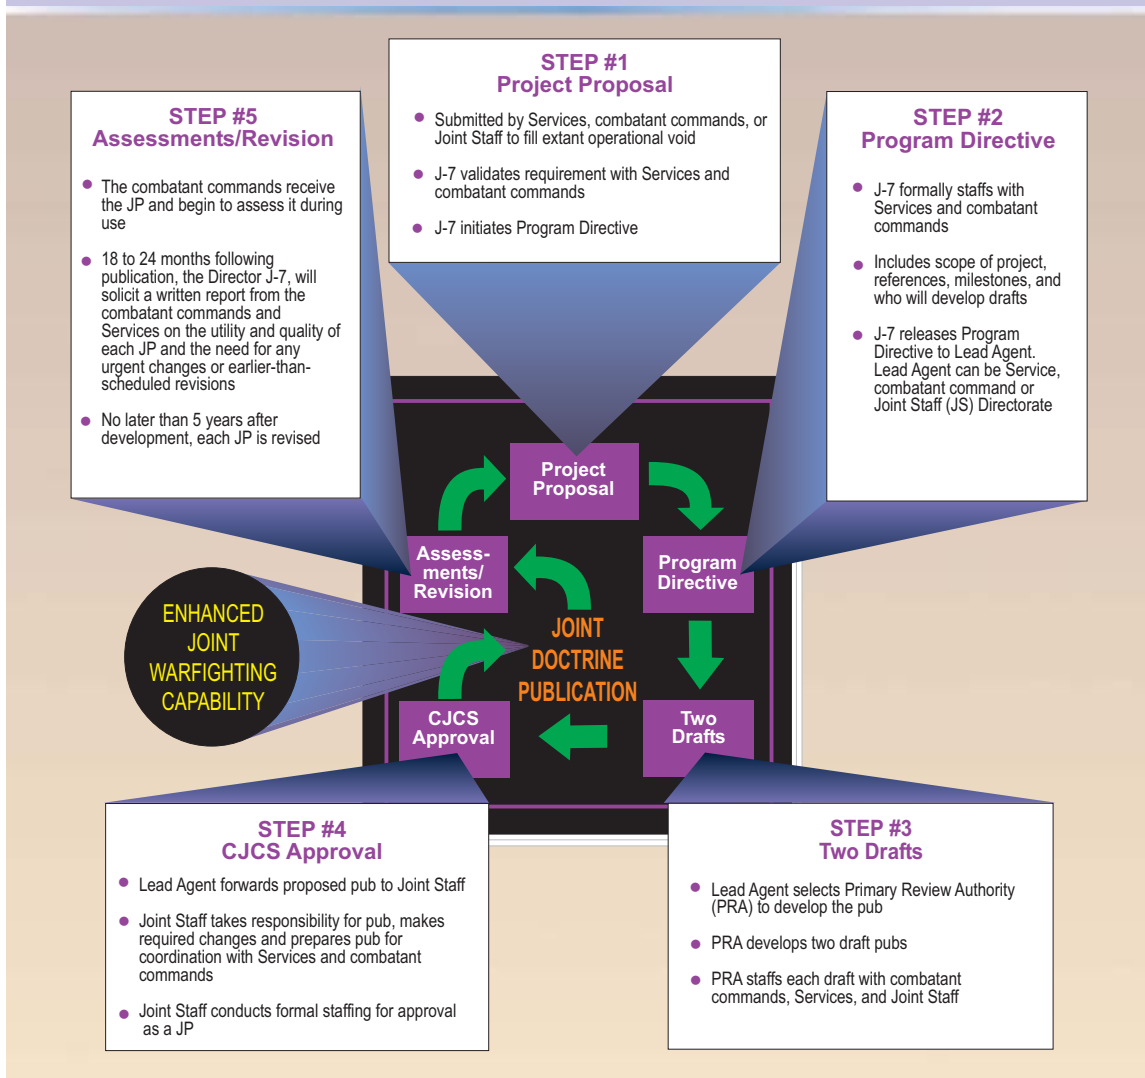 STEP #1
Project Proposal
• Submitted by Services, combatant commands, or
Joint Staff to fill extant operational void
• J-7 validates requirement with Services and
combatant commands
• J-7 initiates Program Directive
STEP #2
Program Directive
• J-7 formally staffs with
Services and combatant
commands
• Includes scope of project,
references, milestones, and
who will develop drafts
• J-7 releases Program
Directive to Lead Agent.
Lead Agent can be Service,
combatant command or
Joint Staff (JS) Directorate
STEP #5
Assessments/Revision
• The combatant commands receive
the JP and begin to assess it during
use
• 18 to 24 months following
publication, the Director J-7, will
solicit a written report from the
combatant commands and
Services on the utility and quality of
each JP and the need for any
urgent changes or earlier-than-
scheduled revisions
• No later than 5 years after
development, each JP is revised
Project
Proposal
Program
Directive
Two
Drafts
CJCS
Approval
Assess-
ments/
Revision
JOINT
DOCTRINE
PUBLICATION
ENHANCED
JOINT
WARFIGHTING
CAPABILITY
STEP #4
CJCS Approval
• Lead Agent forwards proposed pub to Joint Staff
• Joint Staff takes responsibility for pub, makes
required changes and prepares pub for
coordination with Services and combatant
commands
• Joint Staff conducts formal staffing for approval
as a JP
STEP #3
Two Drafts
• Lead Agent selects Primary Review Authority
(PRA) to develop the pub
• PRA develops two draft pubs
• PRA staffs each draft with combatant
commands, Services, and Joint Staff